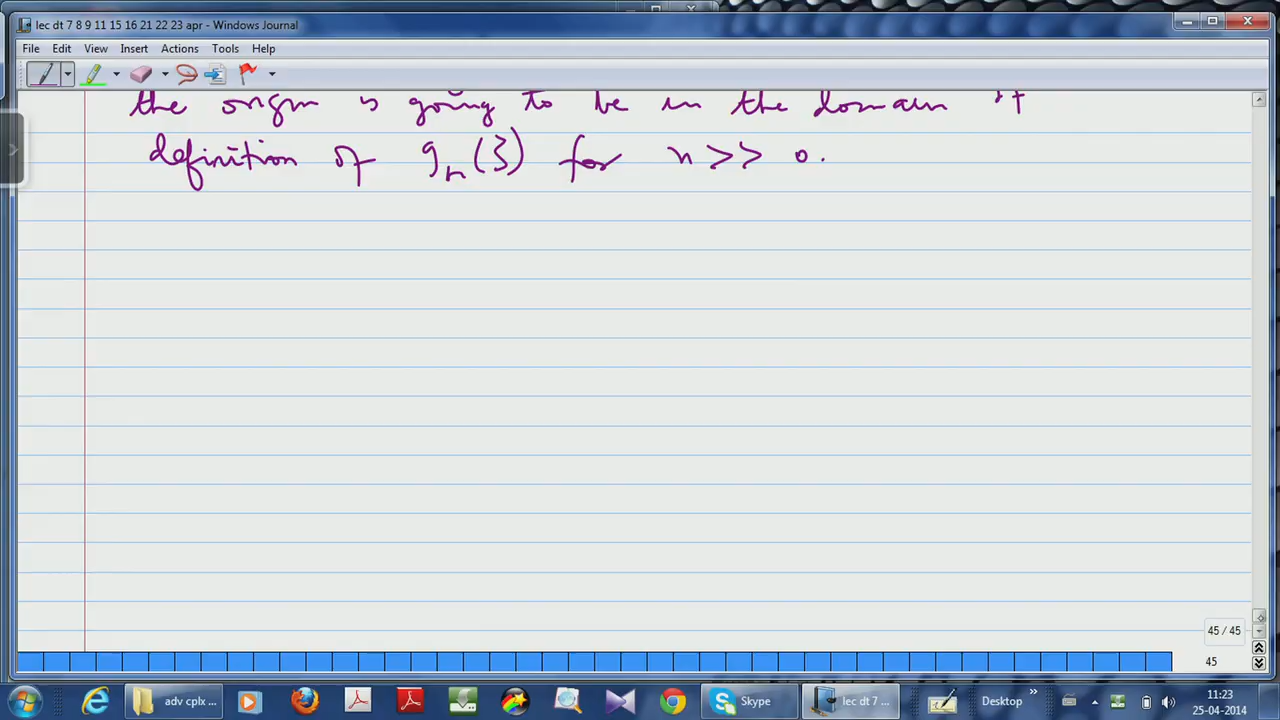 lec dt 7 8 9 11 15 16 21 22 23 apr - Windows Journal
File Edit View Insert Actions Tools Help
the origin is going to be in the domain of
definition of gₙ(ζ) for n >> 0.
45 / 45
45
adv cplx ... Skype lec dt 7 ... Desktop » 11:23
25-04-2014